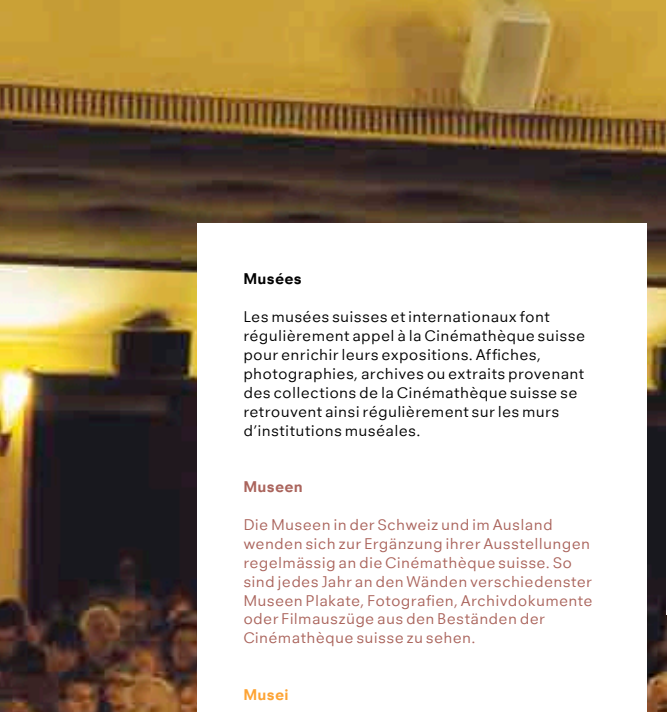 Musées
Les musées suisses et internationaux font
régulièrement appel à la Cinémathèque suisse
pour enrichir leurs expositions. Affiches,
photographies, archives ou extraits provenant
des collections de la Cinémathèque suisse se
retrouvent ainsi régulièrement sur les murs
d’institutions muséales.
Museen
Die Museen in der Schweiz und im Ausland
wenden sich zur Ergänzung ihrer Ausstellungen
regelmässig an die Cinémathèque suisse. So
sind jedes Jahr an den Wänden verschiedenster
Museen Plakate, Fotografien, Archivdokumente
oder Filmauszüge aus den Beständen der
Cinémathèque suisse zu sehen.
Musei